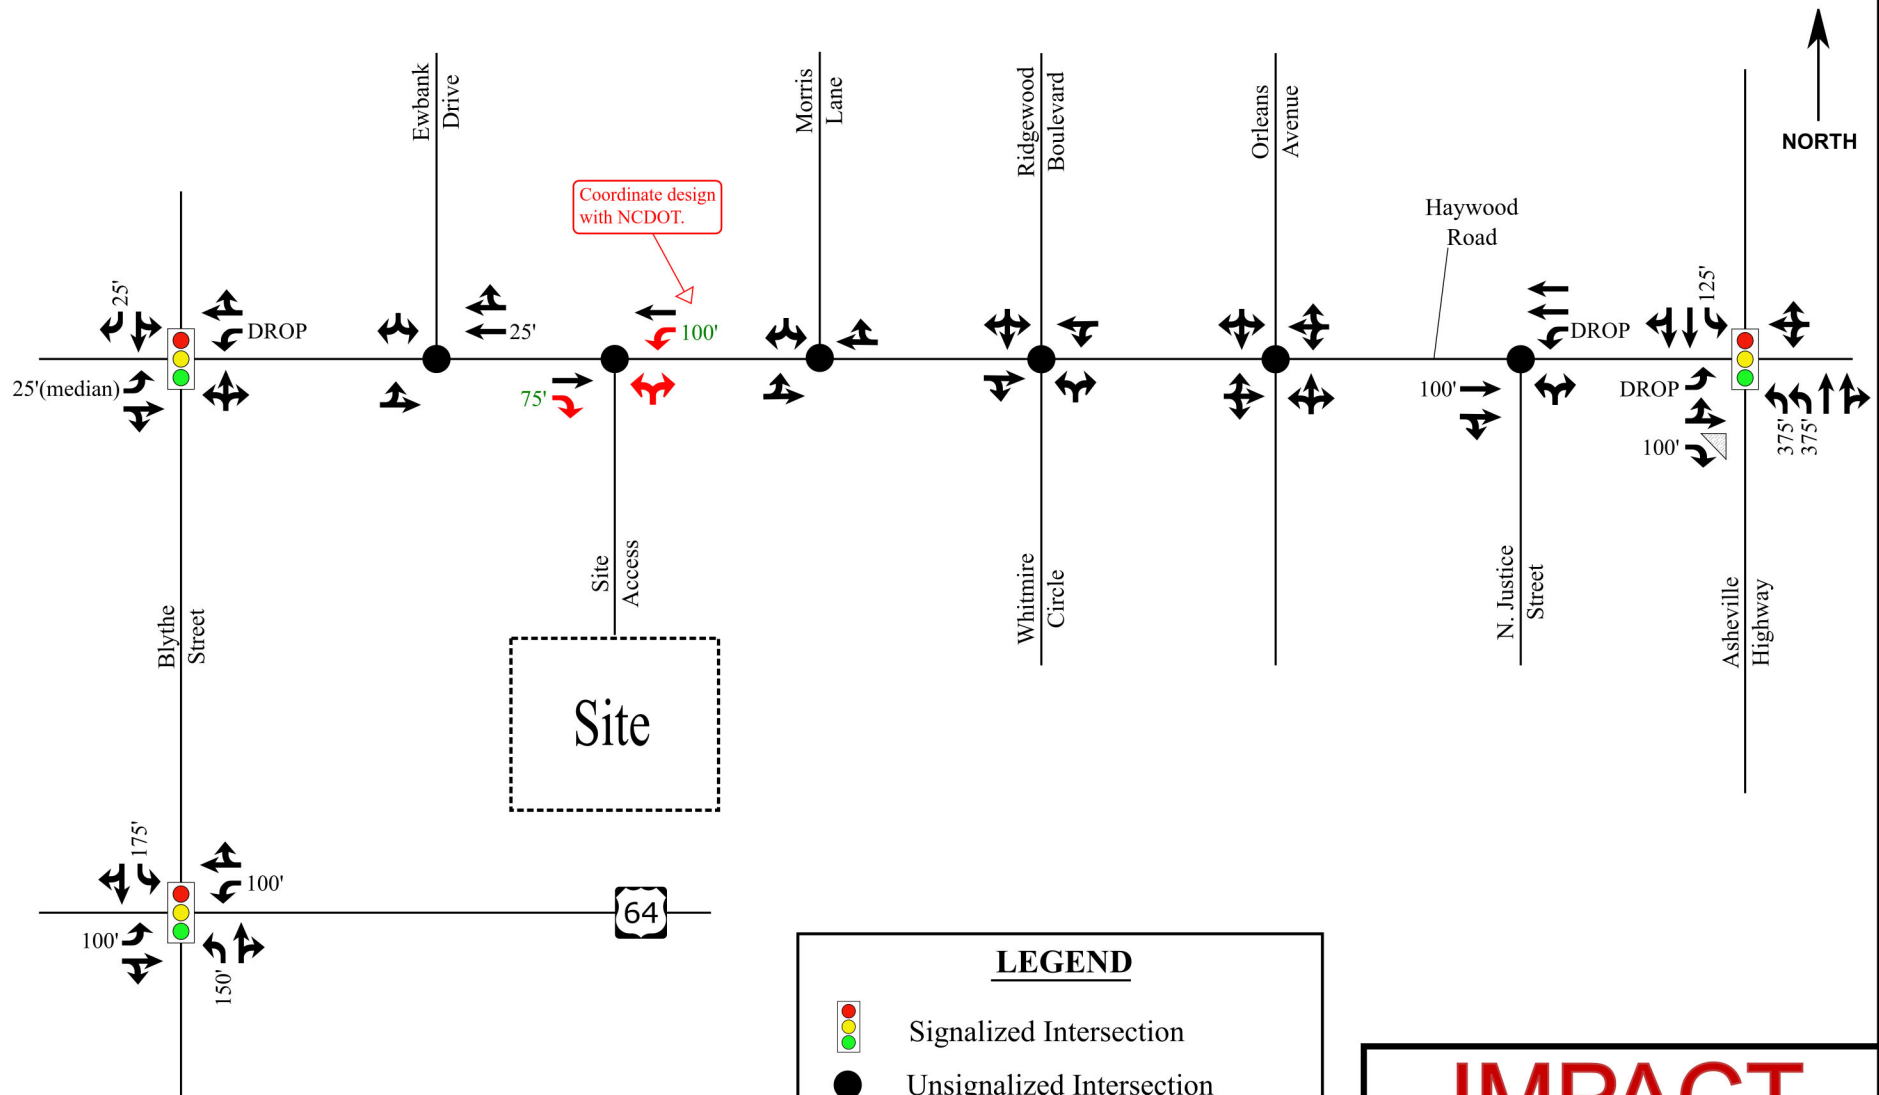 Ewbank
Drive
Morris
Lane
Ridgewood
Boulevard
Orleans
Avenue
NORTH
Coordinate design
with NCDOT.
Haywood
Road
25'
DROP
25'
100'
125'
DROP
25'(median)
75'
100'
DROP
100'
375'
375'
Site
Access
Whitmire
Circle
N. Justice
Street
Asheville
Highway
Blythe
Street
Site
175'
100'
64
100'
150'
LEGEND
Signalized Intersection
Unsignalized Intersection
IMPACT